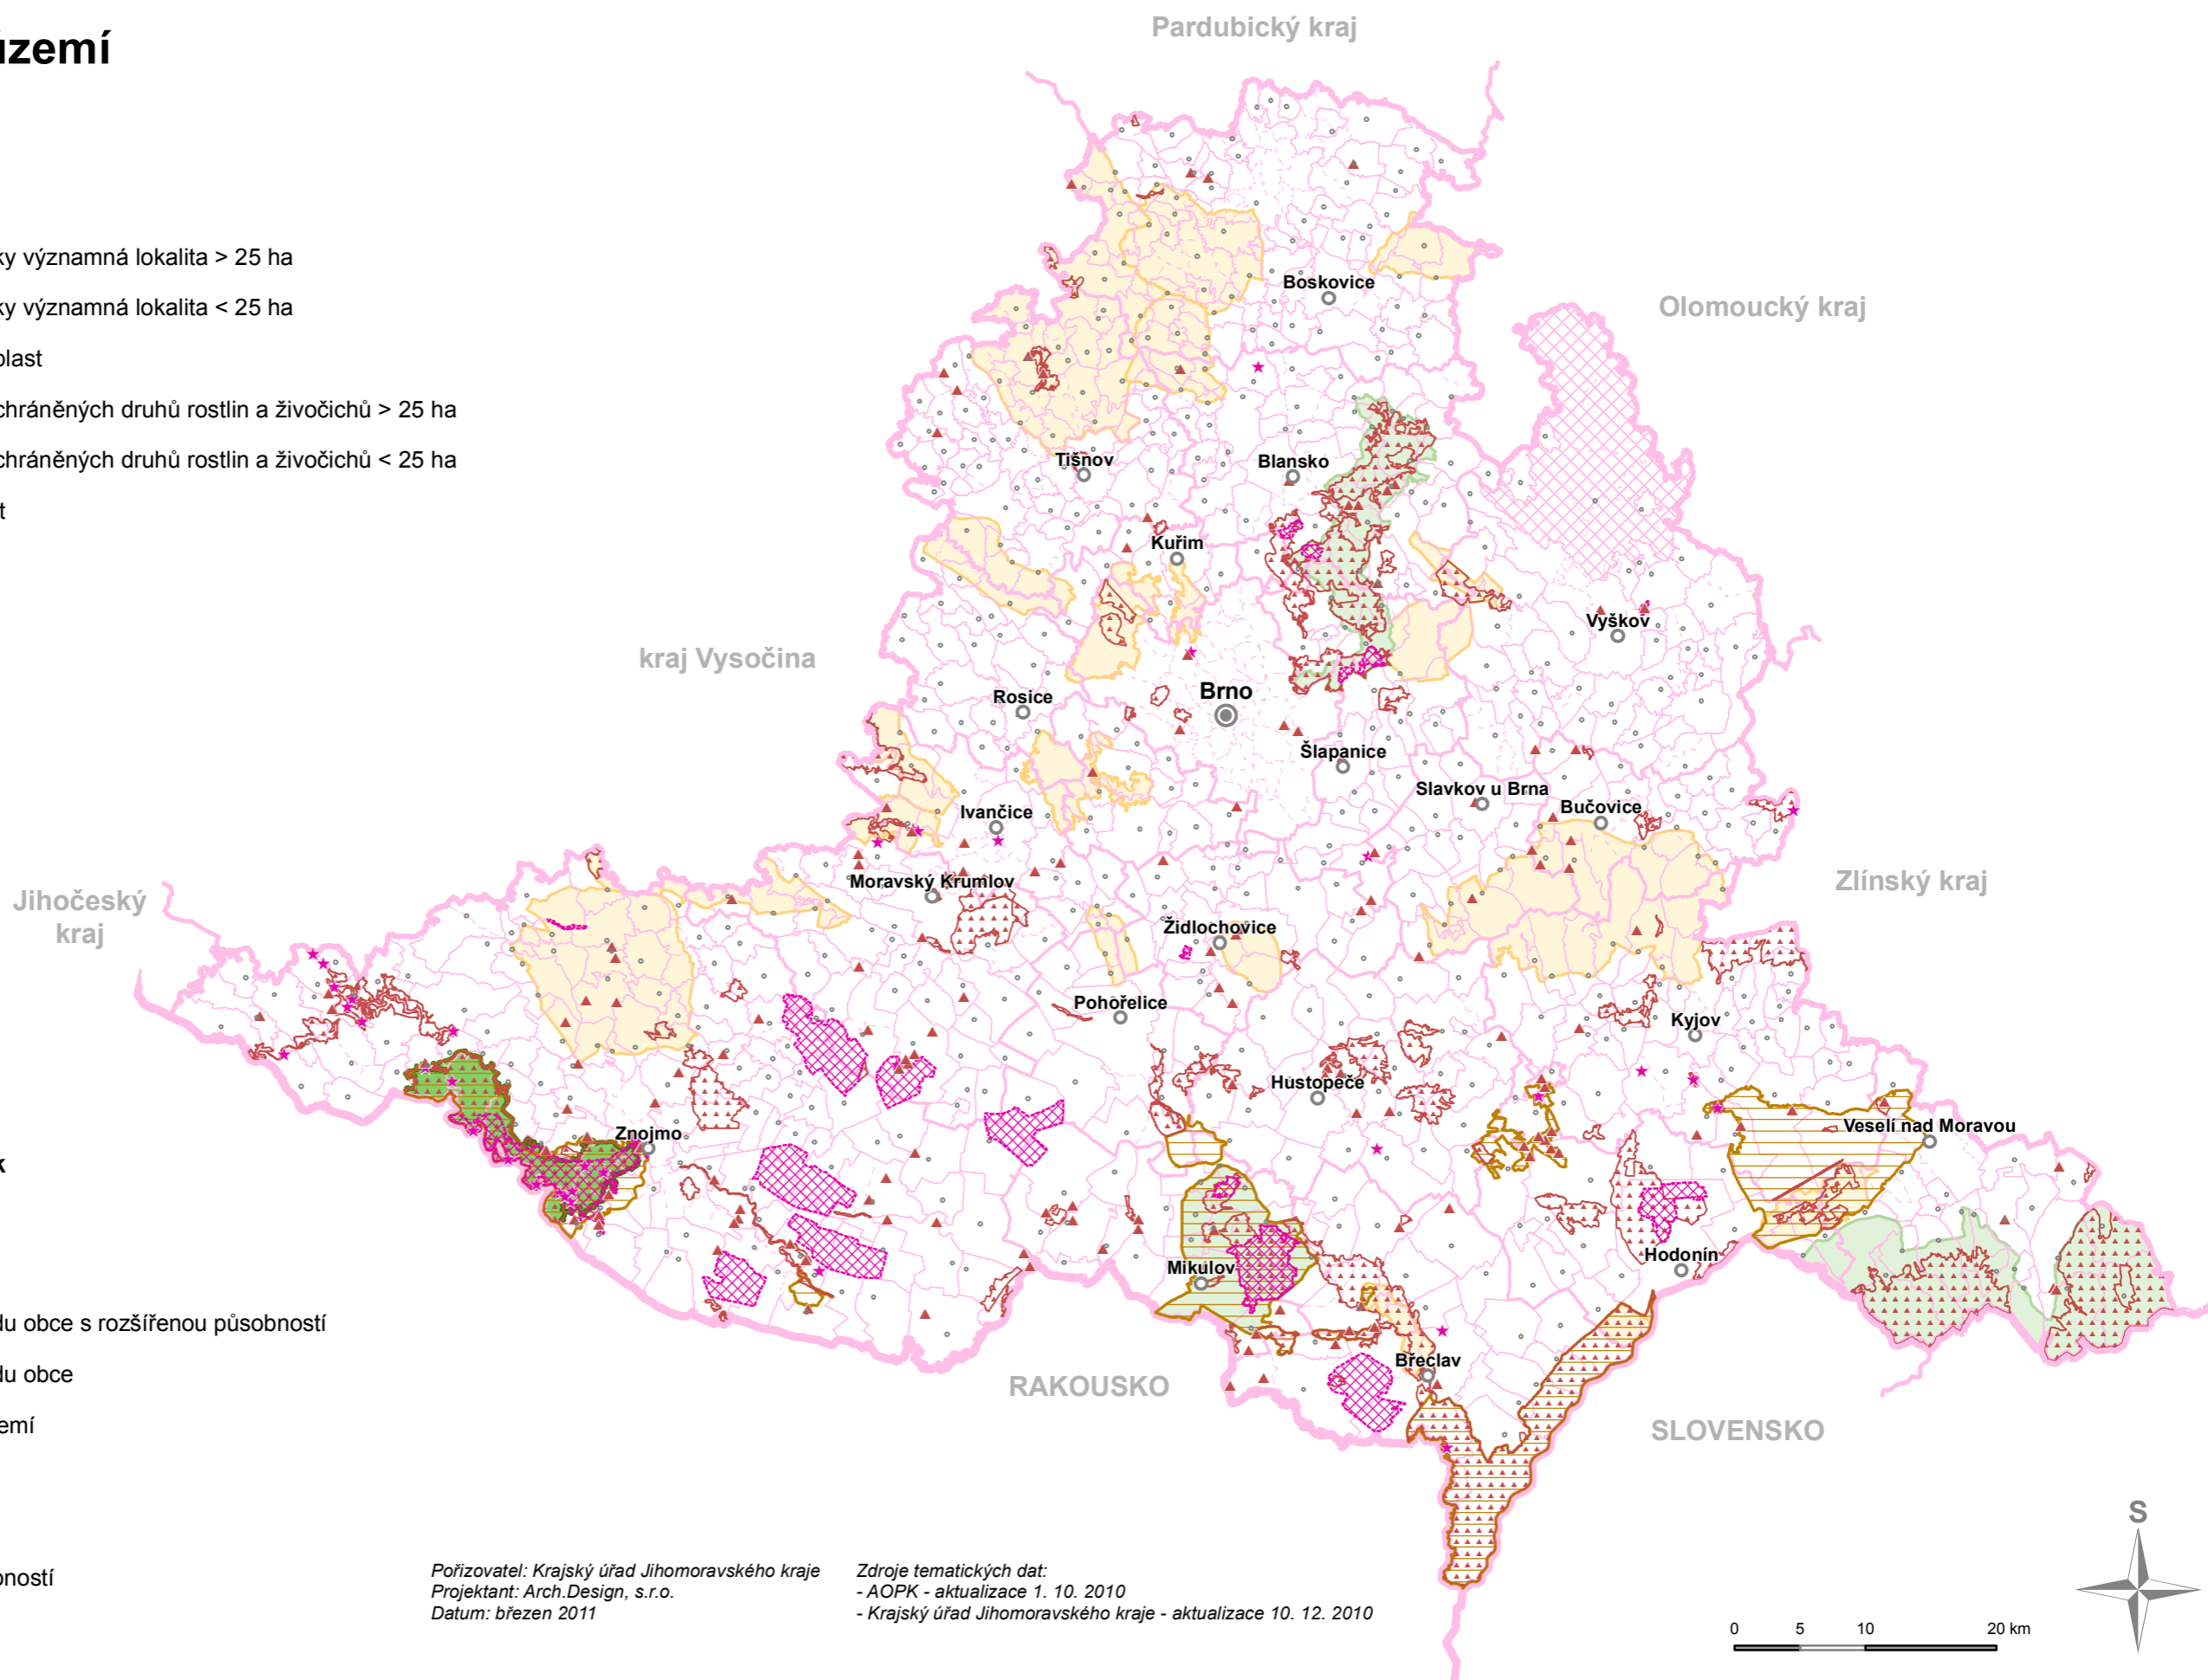 území
ky významná lokalita > 25 ha
ky významná lokalita < 25 ha
blast
chráněných druhů rostlin a živočichů > 25 ha
chráněných druhů rostlin a živočichů < 25 ha
t
k
du obce s rozšířenou působností
du obce
emí
ností
Pardubický kraj
Olomoucký kraj
kraj Vysočina
Jihočeský
kraj
Zlínský kraj
RAKOUSKO
SLOVENSKO
Boskovice
Tišnov
Blansko
Kuřim
Vyškov
Rosice
Brno
Šlapanice
Slavkov u Brna
Bučovice
Ivančice
Moravský Krumlov
Židlochovice
Pohořelice
Kyjov
Hustopeče
Znojmo
Veselí nad Moravou
Mikulov
Hodonín
Břeclav
Pořizovatel: Krajský úřad Jihomoravského kraje
Projektant: Arch.Design, s.r.o.
Datum: březen 2011
Zdroje tematických dat:
- AOPK - aktualizace 1. 10. 2010
- Krajský úřad Jihomoravského kraje - aktualizace 10. 12. 2010
S
0 5 10 20 km